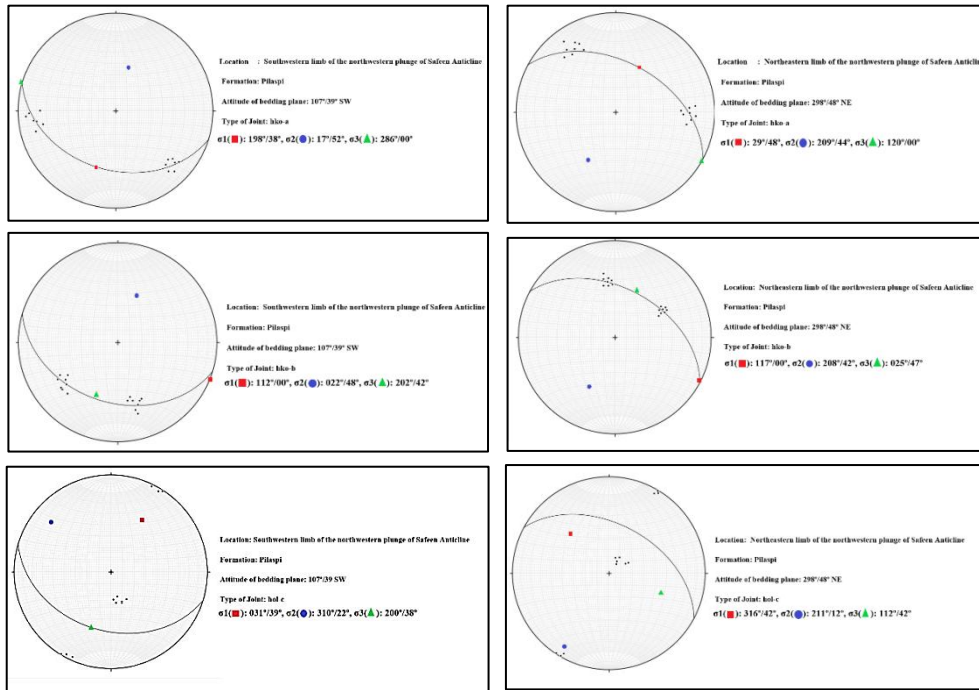 Location : Southwestern limb of the northwestern plunge of Safeen Anticline
Formation: Pilaspi
Attitude of bedding plane: 107°/39° SW
Type of Joint: hko-a
σ1(■): 198°/38°, σ2(●): 17°/52°, σ3(▲): 286°/00°
Location : Northeastern limb of the northwestern plunge of Safeen Anticlin
Formation: Pilaspi
Attitude of bedding plane: 298°/48° NE
Type of Joint: hko-a
σ1(■): 29°/48°, σ2(●): 209°/44°, σ3(▲): 120°/00°
Location: Southwestern limb of the northwestern plunge of Safeen Anticline
Formation: Pilaspi
Attitude of bedding plane: 107°/39° SW
Type of Joint: hko-b
σ1(■): 112°/00°, σ2(●): 022°/48°, σ3(▲): 202°/42°
Location: Northeastern limb of the northwestern plunge of Safeen Anticline
Formation: Pilaspi
Attitude of bedding plane: 298°/48° NE
Type of Joint: hko-b
σ1(■): 117°/00°, σ2(●): 208°/42°, σ3(▲): 025°/47°
Location: Southwestern limb of the northwestern plunge of Safeen Anticline
Formation: Pilaspi
Attitude of bedding plane: 107°/39 SW
Type of Joint: hol-c
σ1(■): 031°/39°, σ2(●): 310°/22°, σ3(▲): 200°/38°
Location: Northeastern limb of the northwestern plunge of Safeen Anticline
Formation: Pilaspi
Attitude of bedding plane: 298°/48° NE
Type of Joint: hol-c
σ1(■): 316°/42°, σ2(●): 211°/12°, σ3(▲): 112°/42°